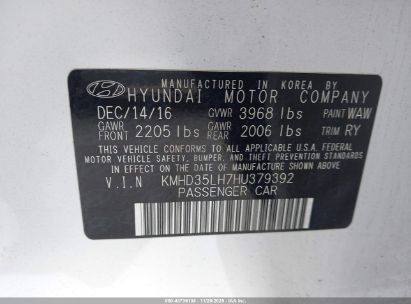 MANUFACTURED IN KOREA BY
HYUNDAI MOTOR COMPANY
DEC/14/16 GVWR 3968 lbs PAINT WAW
GAWR FRONT 2205 lbs GAWR REAR 2006 lbs TRIM RY
THIS VEHICLE CONFORMS TO ALL APPLICABLE U.S.A. FEDERAL
MOTOR VEHICLE SAFETY, BUMPER, AND THEFT PREVENTION STANDARDS
IN EFFECT ON THE DATE OF MANUFACTURE SHOWN ABOVE.
V.I.N KMHD35LH7HU379392
PASSENGER CAR